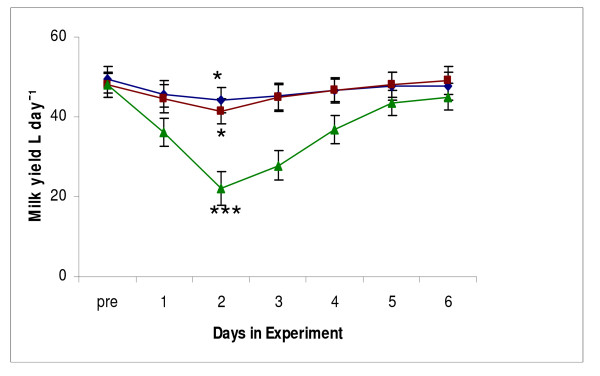 60
40
20
0
Milk yield L day⁻¹
*
*
***
pre 1 2 3 4 5 6
Days in Experiment